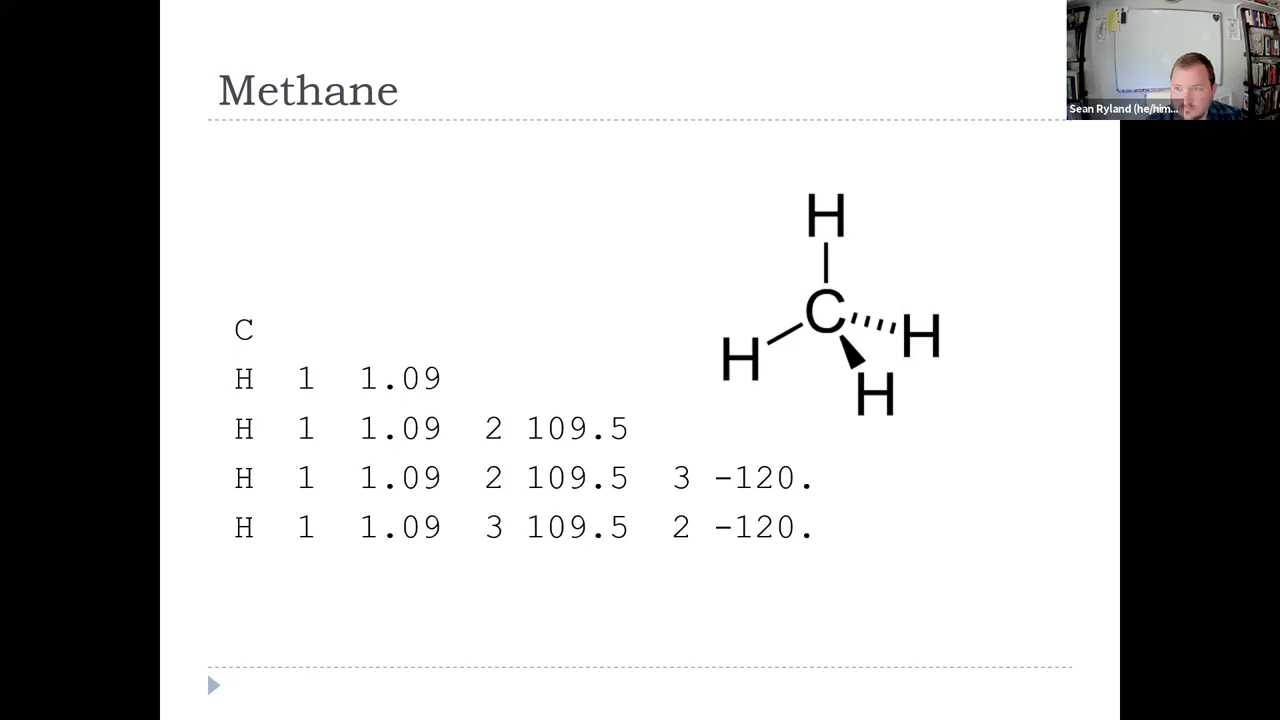 Methane
Sean Ryland (he/him...
C
H 1 1.09
H 1 1.09 2 109.5
H 1 1.09 2 109.5 3 -120.
H 1 1.09 3 109.5 2 -120.
H
C
H
H
H